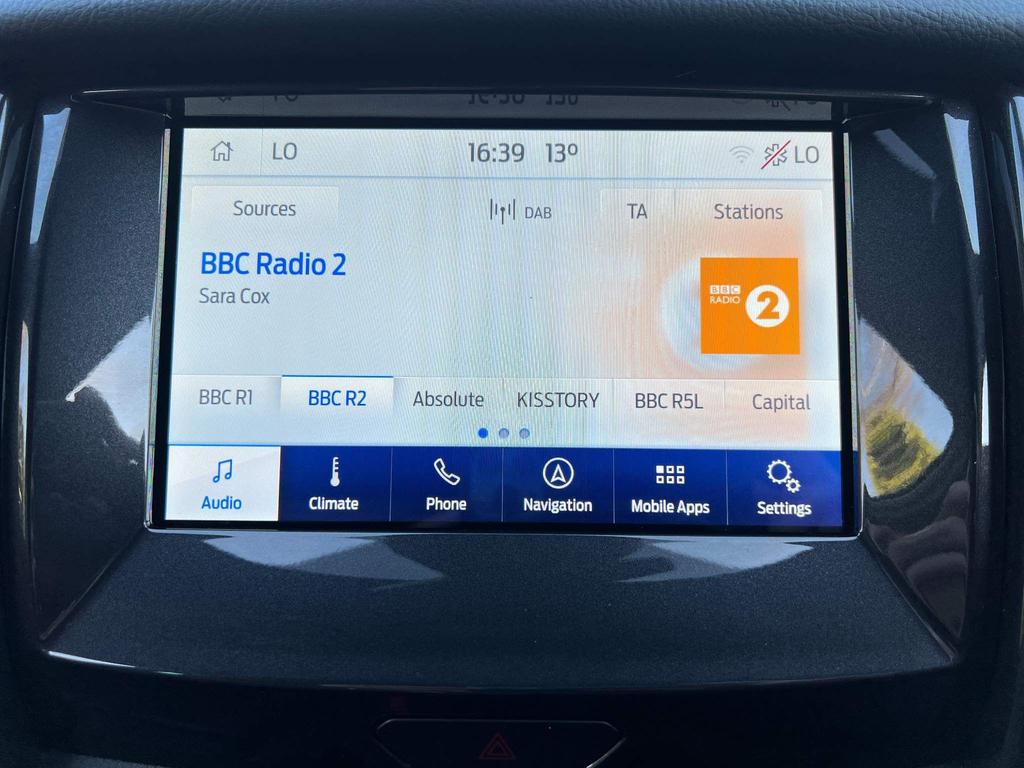 LO 16:39 13º LO
Sources DAB TA Stations
BBC Radio 2
Sara Cox
BBC
RADIO 2
BBC R1 BBC R2 Absolute KISSTORY BBC R5L Capital
Audio Climate Phone Navigation Mobile Apps Settings